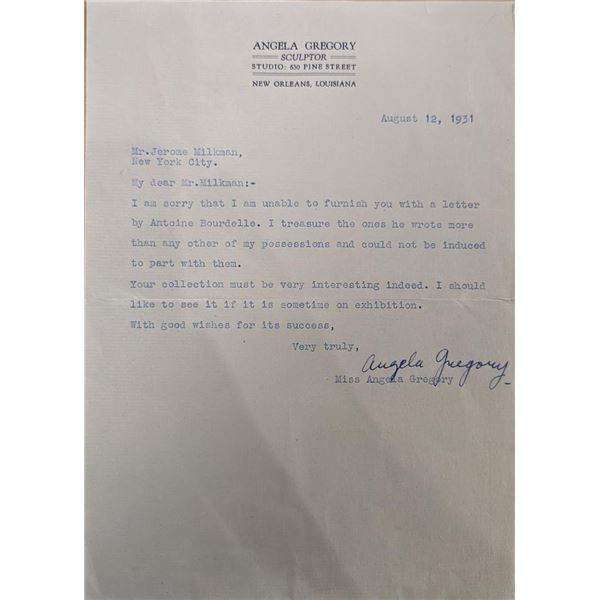 ANGELA GREGORY
SCULPTOR
STUDIO: 630 PINE STREET
NEW ORLEANS, LOUISIANA
August 12, 1931
Mr.Jerome Milkman,
New York City.
My dear Mr.Milkman:-
I am sorry that I am unable to furnish you with a letter
by Antoine Bourdelle. I treasure the ones he wrote more
than any other of my possessions and could not be induced
to part with them.
Your collection must be very interesting indeed. I should
like to see it if it is sometime on exhibition.
With good wishes for its success,
Very truly,
Angela Gregory
Miss Angela Gregory